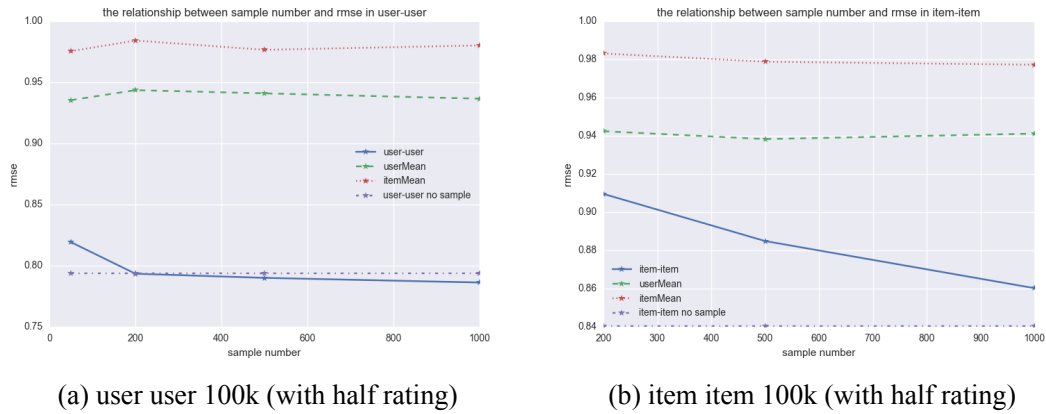 the relationship between sample number and rmse in user-user
1.00
0.95
0.90
0.85
0.80
0.75
rmse
user-user
userMean
itemMean
user-user no sample
0 200 400 600 800 1000
sample number
(a) user user 100k (with half rating)
the relationship between sample number and rmse in item-item
1.00
0.98
0.96
0.94
0.92
0.90
0.88
0.86
0.84
rmse
item-item
userMean
itemMean
item-item no sample
200 300 400 500 600 700 800 900 1000
sample number
(b) item item 100k (with half rating)